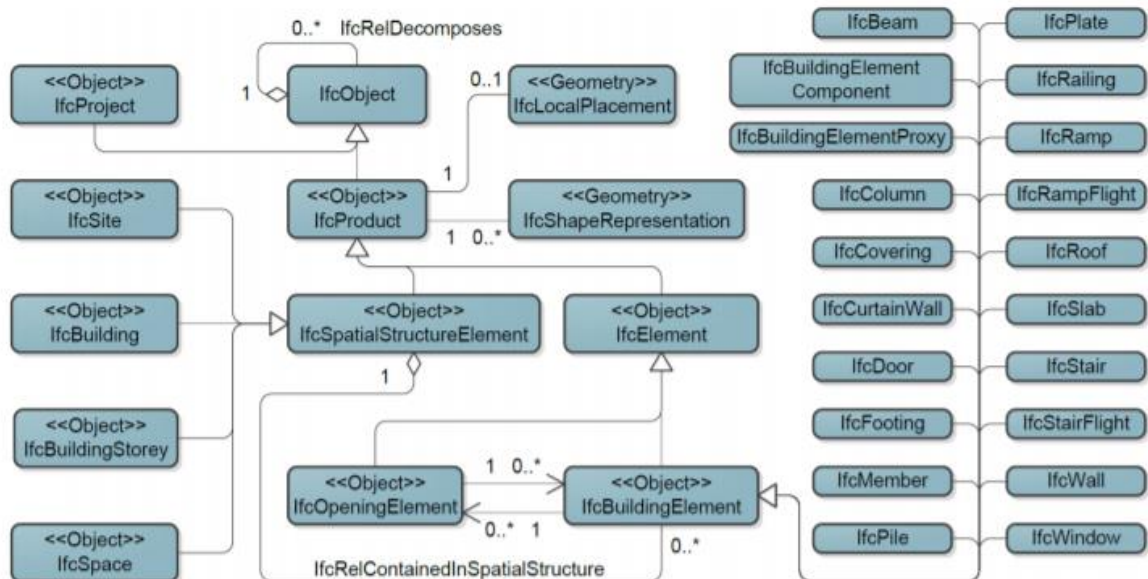 0..* IfcRelDecomposes
<<Object>>
IfcProject
1
IfcObject
0..1
<<Geometry>>
IfcLocalPlacement
1
<<Object>>
IfcSite
<<Object>>
IfcProduct
<<Geometry>>
IfcShapeRepresentation
1 0..*
<<Object>>
IfcBuilding
<<Object>>
IfcSpatialStructureElement
<<Object>>
IfcElement
1
<<Object>>
IfcBuildingStorey
<<Object>>
IfcOpeningElement
1 0..*
0..* 1
<<Object>>
IfcBuildingElement
<<Object>>
IfcSpace
0..*
IfcRelContainedInSpatialStructure
IfcBeam
IfcBuildingElement
Component
IfcBuildingElementProxy
IfcColumn
IfcCovering
IfcCurtainWall
IfcDoor
IfcFooting
IfcMember
IfcPile
IfcPlate
IfcRailing
IfcRamp
IfcRampFlight
IfcRoof
IfcSlab
IfcStair
IfcStairFlight
IfcWall
IfcWindow